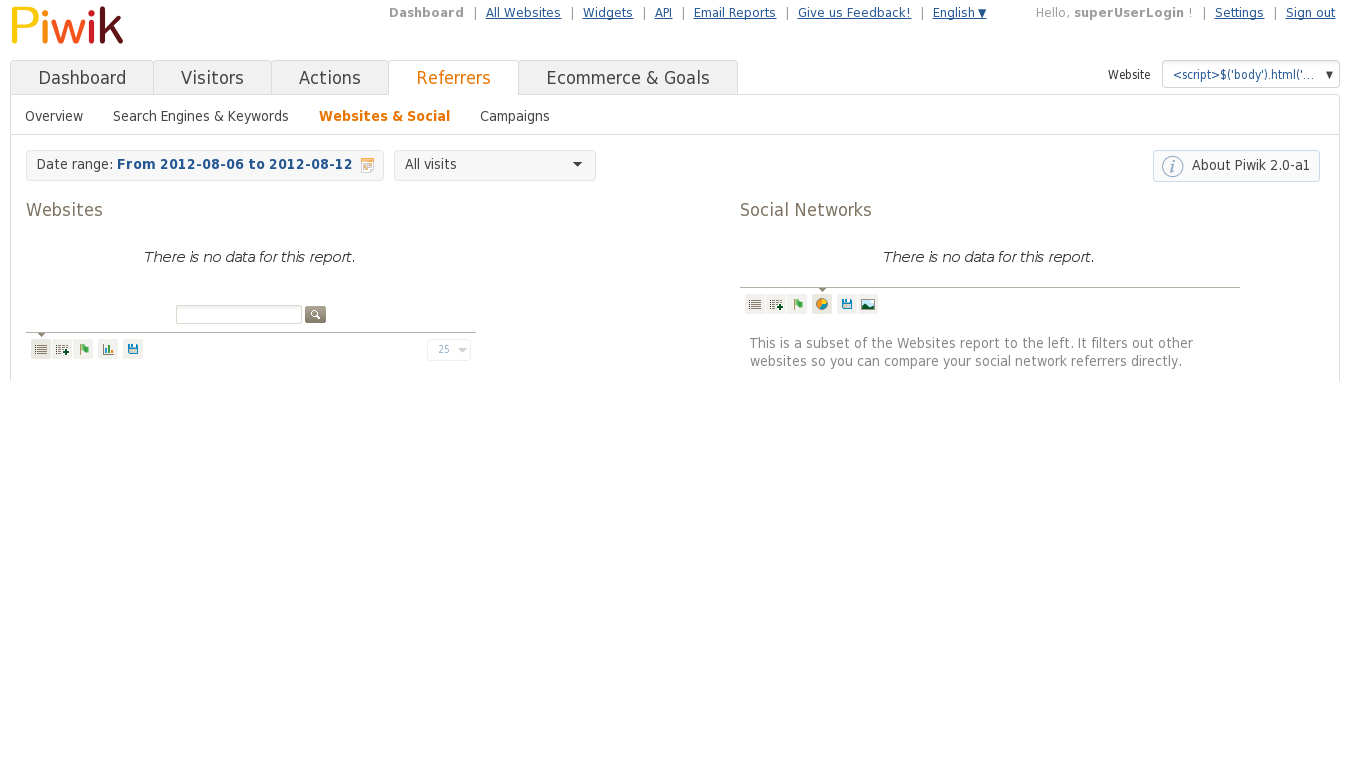 Piwik
Dashboard | All Websites | Widgets | API | Email Reports | Give us Feedback! | English ▼ Hello, superUserLogin ! | Settings | Sign out
Dashboard Visitors Actions Referrers Ecommerce & Goals Website <script>$('body').html('... ▼
Overview Search Engines & Keywords Websites & Social Campaigns
Date range: From 2012-08-06 to 2012-08-12 All visits About Piwik 2.0-a1
Websites
There is no data for this report.
25
Social Networks
There is no data for this report.
This is a subset of the Websites report to the left. It filters out other
websites so you can compare your social network referrers directly.